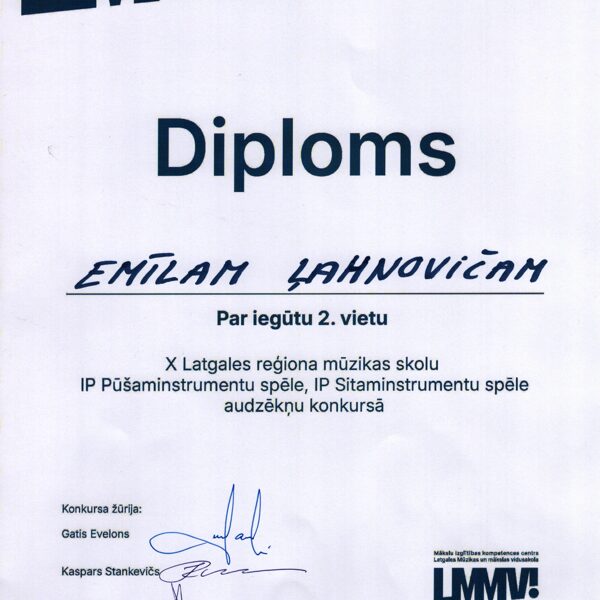 Diploms
EMĪLAM ĻAHNOVIČAM
Par iegūtu 2. vietu
X Latgales reģiona mūzikas skolu
IP Pūšaminstrumentu spēle, IP Sitaminstrumentu spēle
audzēkņu konkursā
Konkursa žūrija:
Gatis Evelons
Kaspars Stankevičs
Mākslu izglītības kompetences centrs
Latgales Mūzikas un mākslas vidusskola
LMMV!